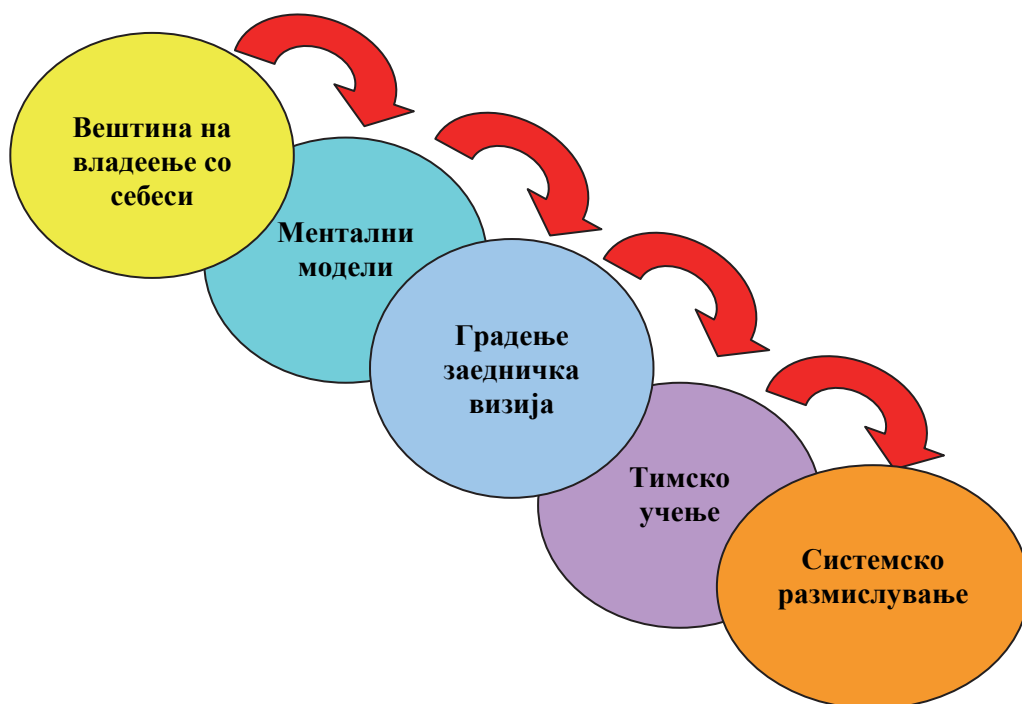 Вештина на
владеење со
себеси
Ментални
модели
Градење
заедничка
визија
Тимско
учење
Системско
размислување